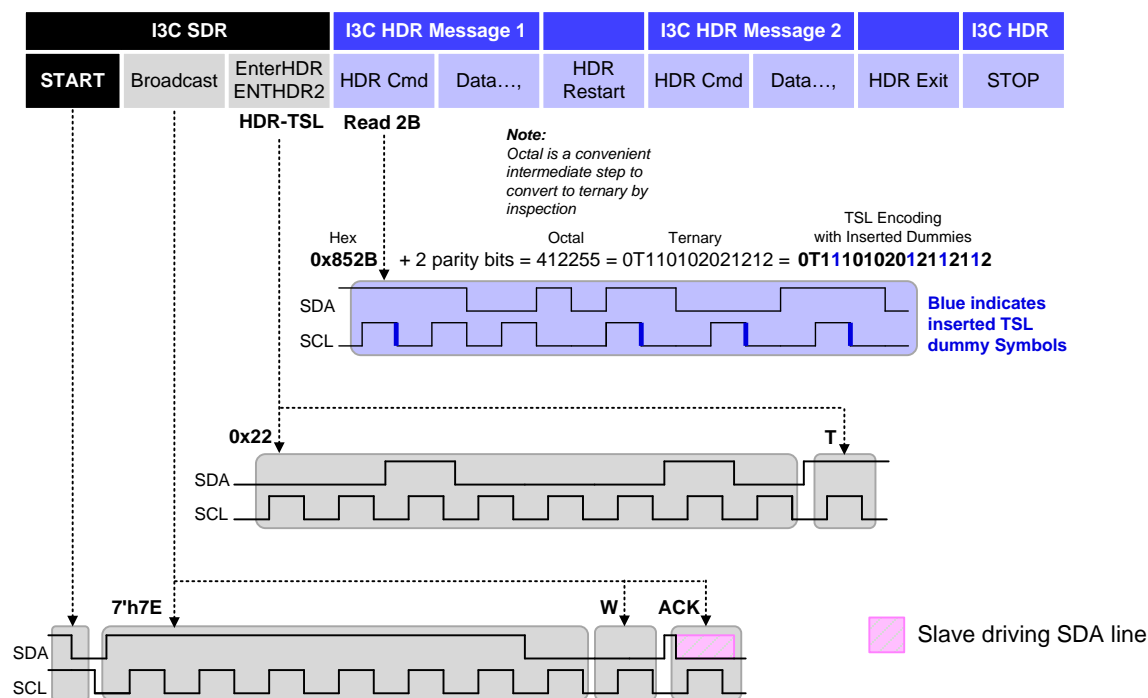 I3C SDR I3C HDR Message 1 I3C HDR Message 2 I3C HDR
START Broadcast EnterHDR ENTHDR2 HDR Cmd Data…, HDR Restart HDR Cmd Data…, HDR Exit STOP
HDR-TSL Read 2B
Note:
Octal is a convenient
intermediate step to
convert to ternary by
inspection
TSL Encoding
Hex Octal Ternary with Inserted Dummies
0x852B + 2 parity bits = 412255 = 0T110102021212 = 0T1110102012112112
SDA
SCL
Blue indicates
inserted TSL
dummy Symbols
0x22 T
SDA
SCL
7'h7E W ACK
SDA
SCL
Slave driving SDA line